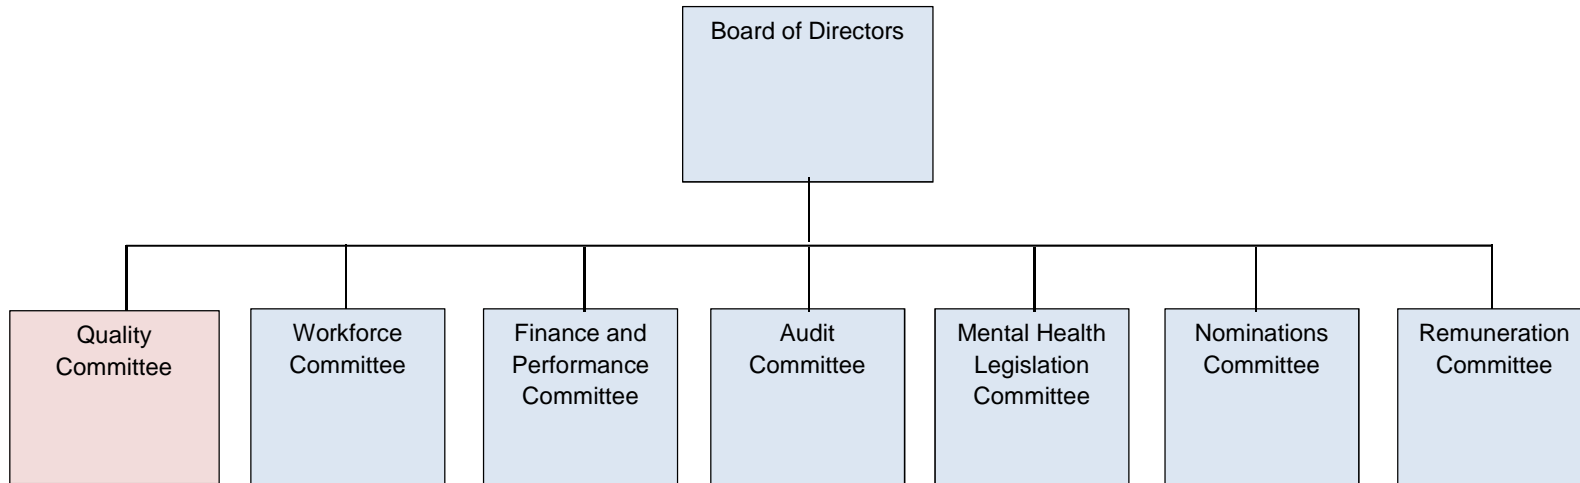 Board of Directors
Quality
Committee
Workforce
Committee
Finance and
Performance
Committee
Audit
Committee
Mental Health
Legislation
Committee
Nominations
Committee
Remuneration
Committee